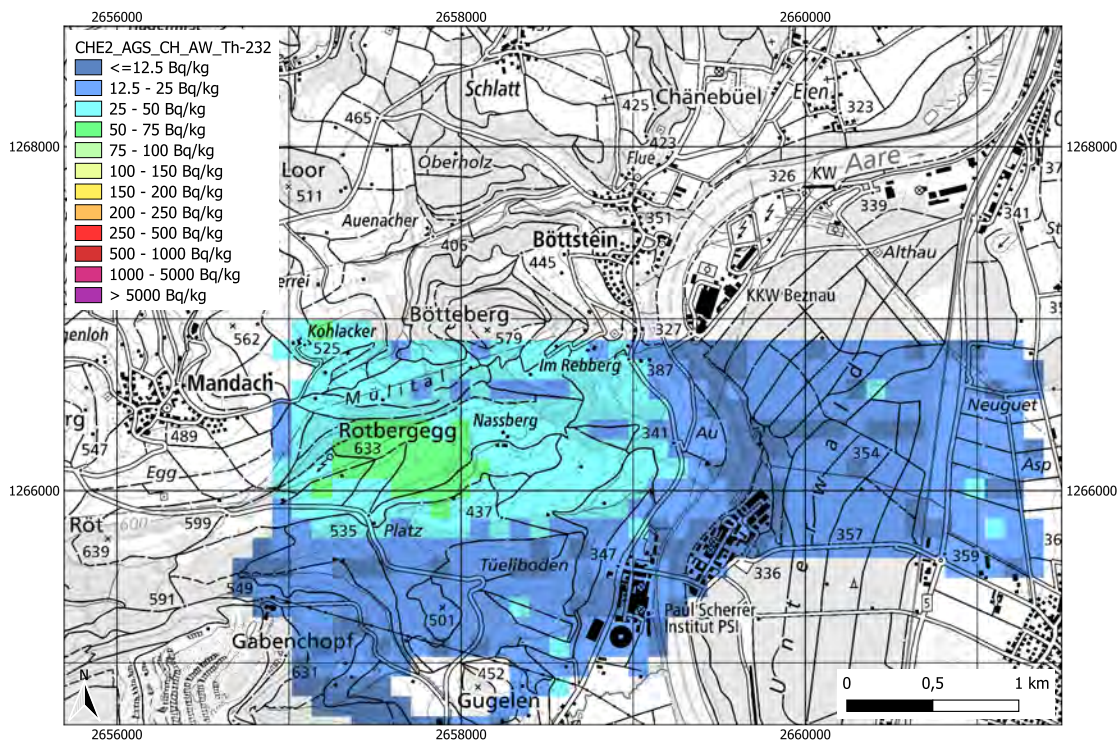 2656000 2658000 2660000
CHE2_AGS_CH_AW_Th-232
<=12.5 Bq/kg
12.5 - 25 Bq/kg
25 - 50 Bq/kg
50 - 75 Bq/kg
75 - 100 Bq/kg
100 - 150 Bq/kg
150 - 200 Bq/kg
200 - 250 Bq/kg
250 - 500 Bq/kg
500 - 1000 Bq/kg
1000 - 5000 Bq/kg
> 5000 Bq/kg
Schlatt
425
Chänebüel
Eien
323
465
423
1268000 1268000
Oberholz
Flue
Aare
Loor
511
326
KW
339
351
341
Auenacher
406
Böttstein
445
Althau
KKW Beznau
Bötteberg
579
327
562
Kohlacker
525
Im Rebberg
387
Mandach
Mülital
Neuguet
Nassberg
489
547
Rotbergegg
633
341
Au
354
Asp
Egg
1266000 1266000
Röt
600
599
639
535
Platz
437
357
359
347
336
Tüeliboden
549
591
501
Paul Scherrer
Institut PSI
5
Unterwald
Gabenchopf
631
452
Gugelen
N
0 0,5 1 km
2656000 2658000 2660000